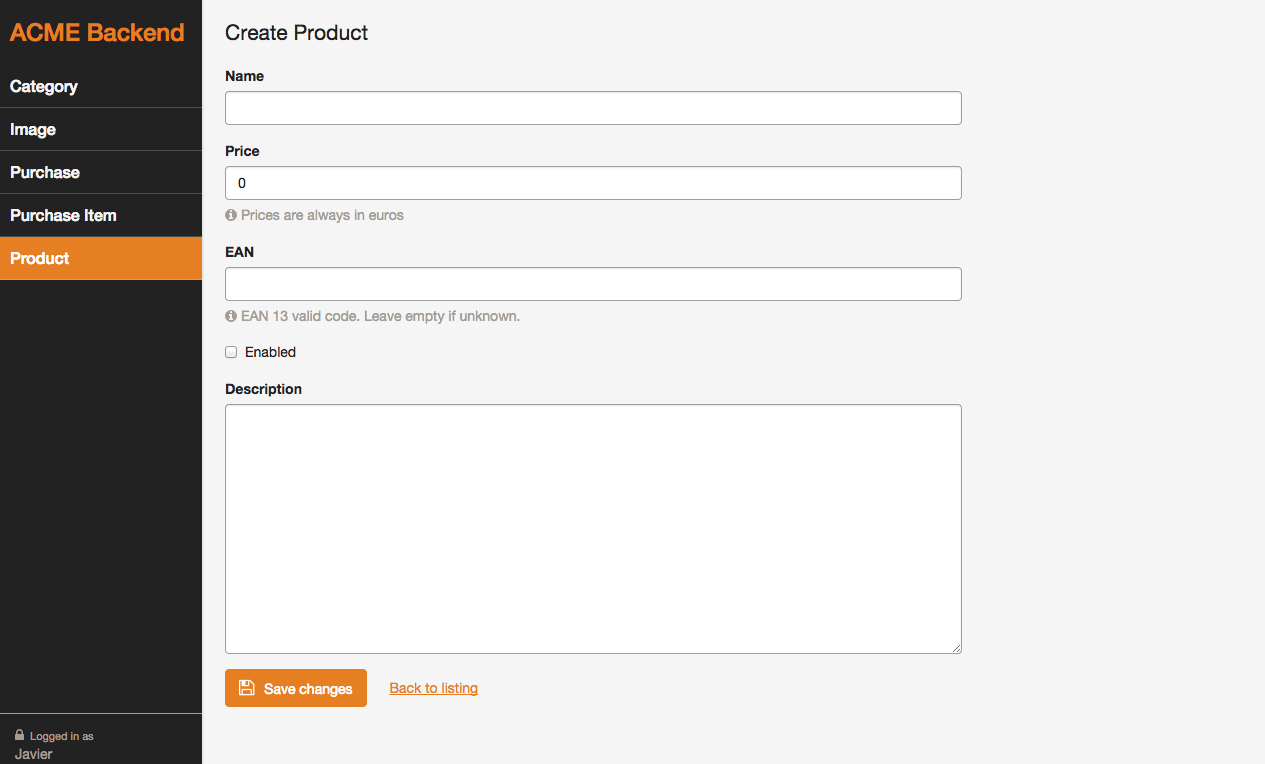 ACME Backend
Category
Image
Purchase
Purchase Item
Product
Logged in as
Javier
Create Product
Name
Price
0
Prices are always in euros
EAN
EAN 13 valid code. Leave empty if unknown.
Enabled
Description
Save changes
Back to listing